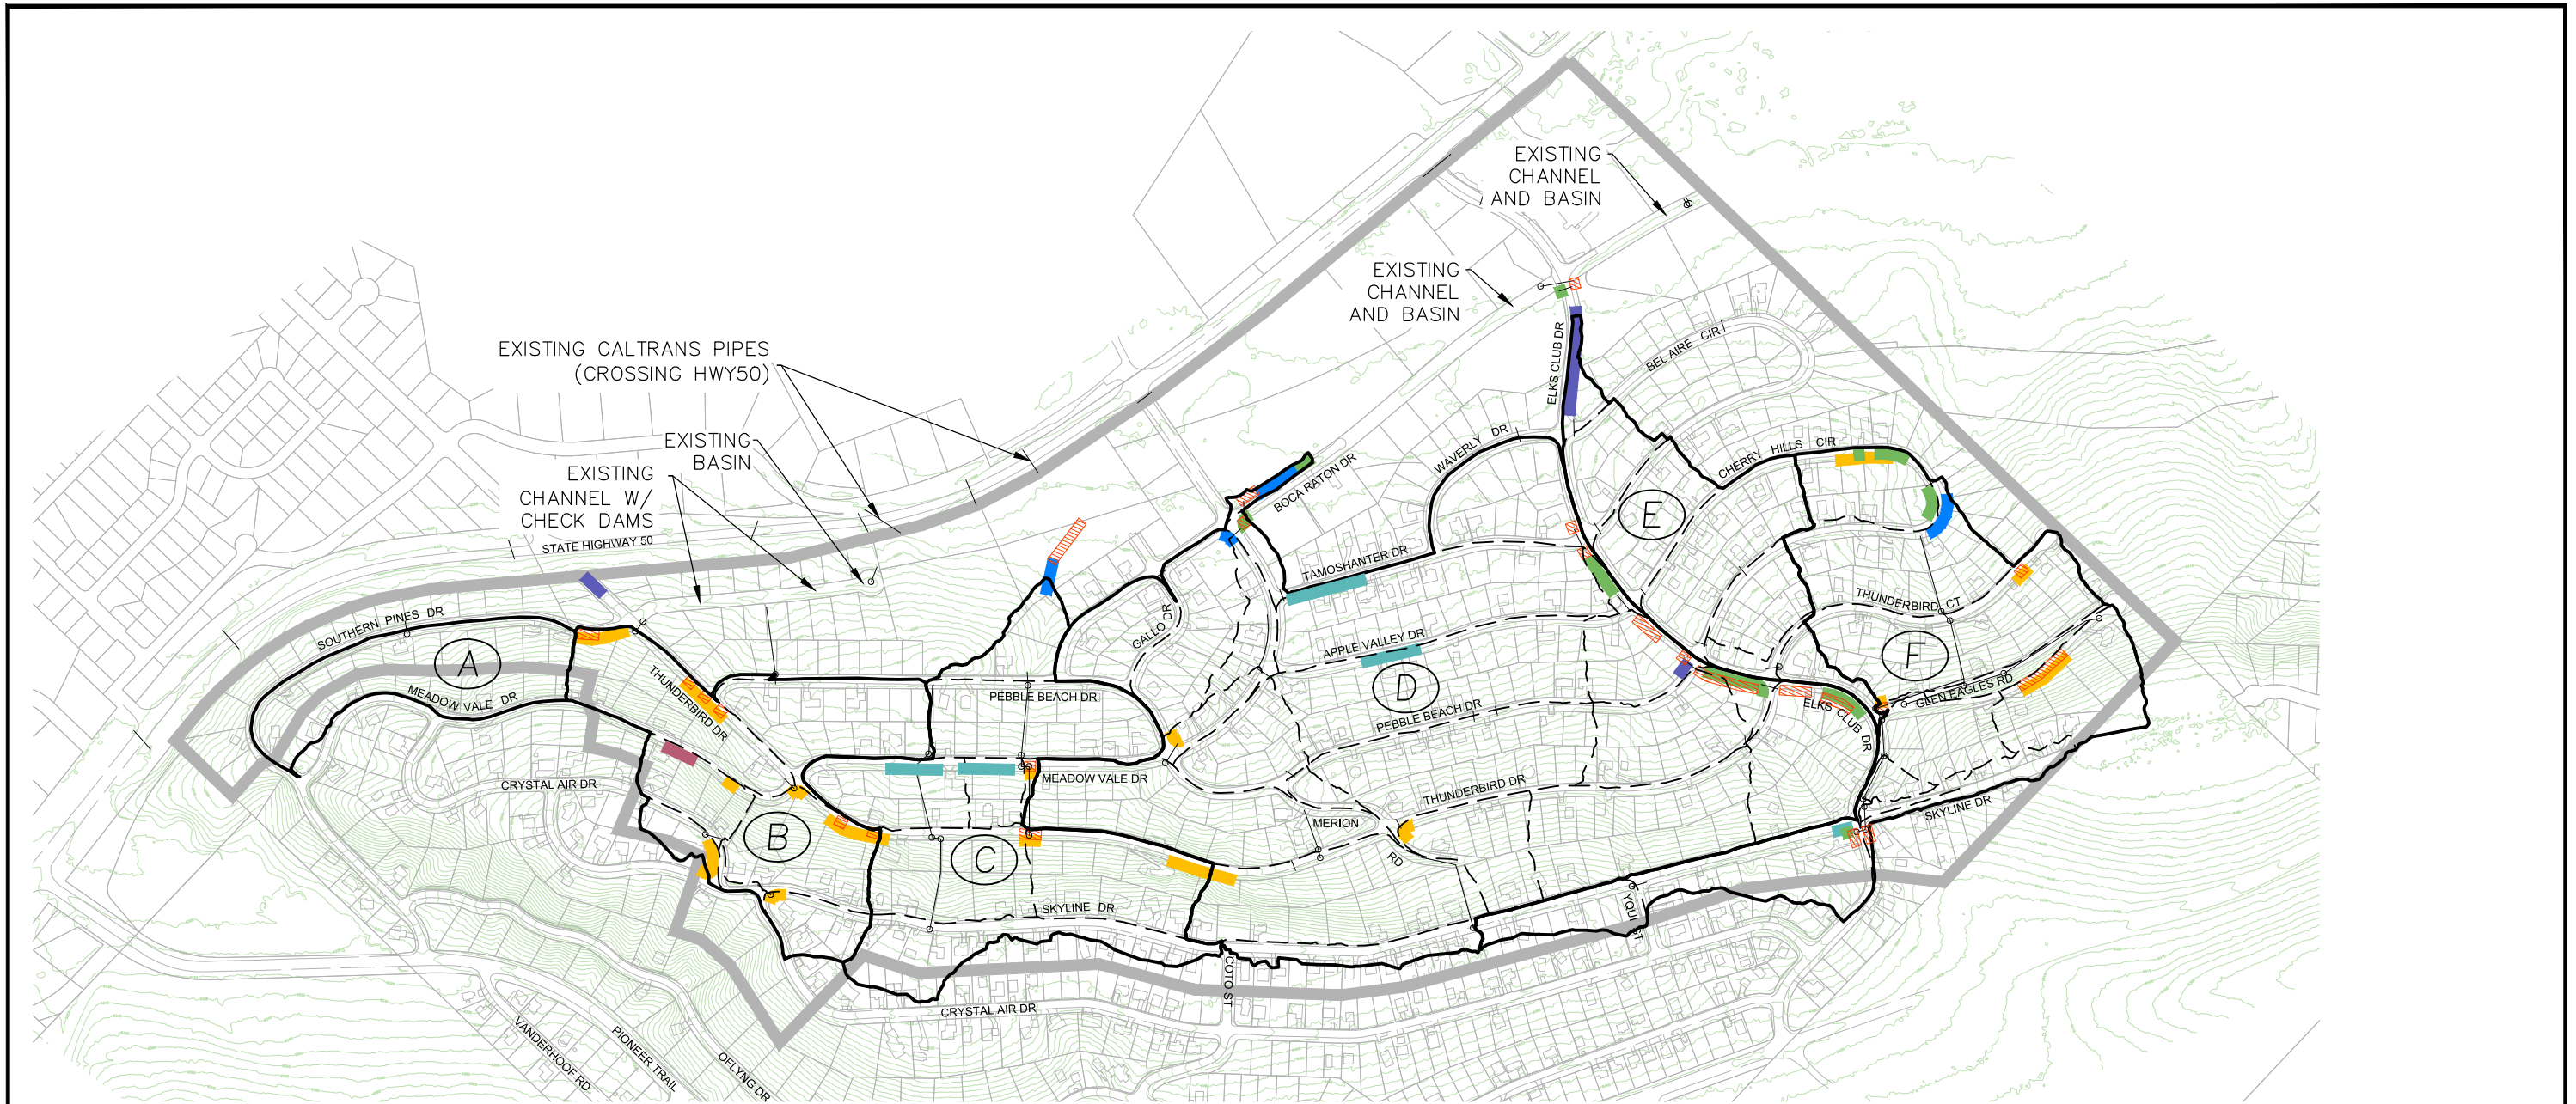 EXISTING
CHANNEL
AND BASIN
EXISTING
CHANNEL
AND BASIN
EXISTING CALTRANS PIPES
(CROSSING HWY50)
EXISTING
BASIN
EXISTING
CHANNEL W/
CHECK DAMS
STATE HIGHWAY 50
ELKS CLUB DR
BEL AIRE CIR
WAVERLY DR
CHERRY HILLS CIR
BOCA RATON DR
E
TAMOSHANTER DR
THUNDERBIRD CT
SOUTHERN PINES DR
GALLO DR
APPLE VALLEY DR
A
F
MEADOW VALE DR
THUNDERBIRD DR
PEBBLE BEACH DR
D
GLEN EAGLES RD
PEBBLE BEACH DR
ELKS CLUB DR
MEADOW VALE DR
CRYSTAL AIR DR
THUNDERBIRD DR
SKYLINE DR
MERION
RD
B
C
SKYLINE DR
YQUI ST
COTO ST
CRYSTAL AIR DR
VANDERHOOF RD
PIONEER TRAIL
OFLYNG DR